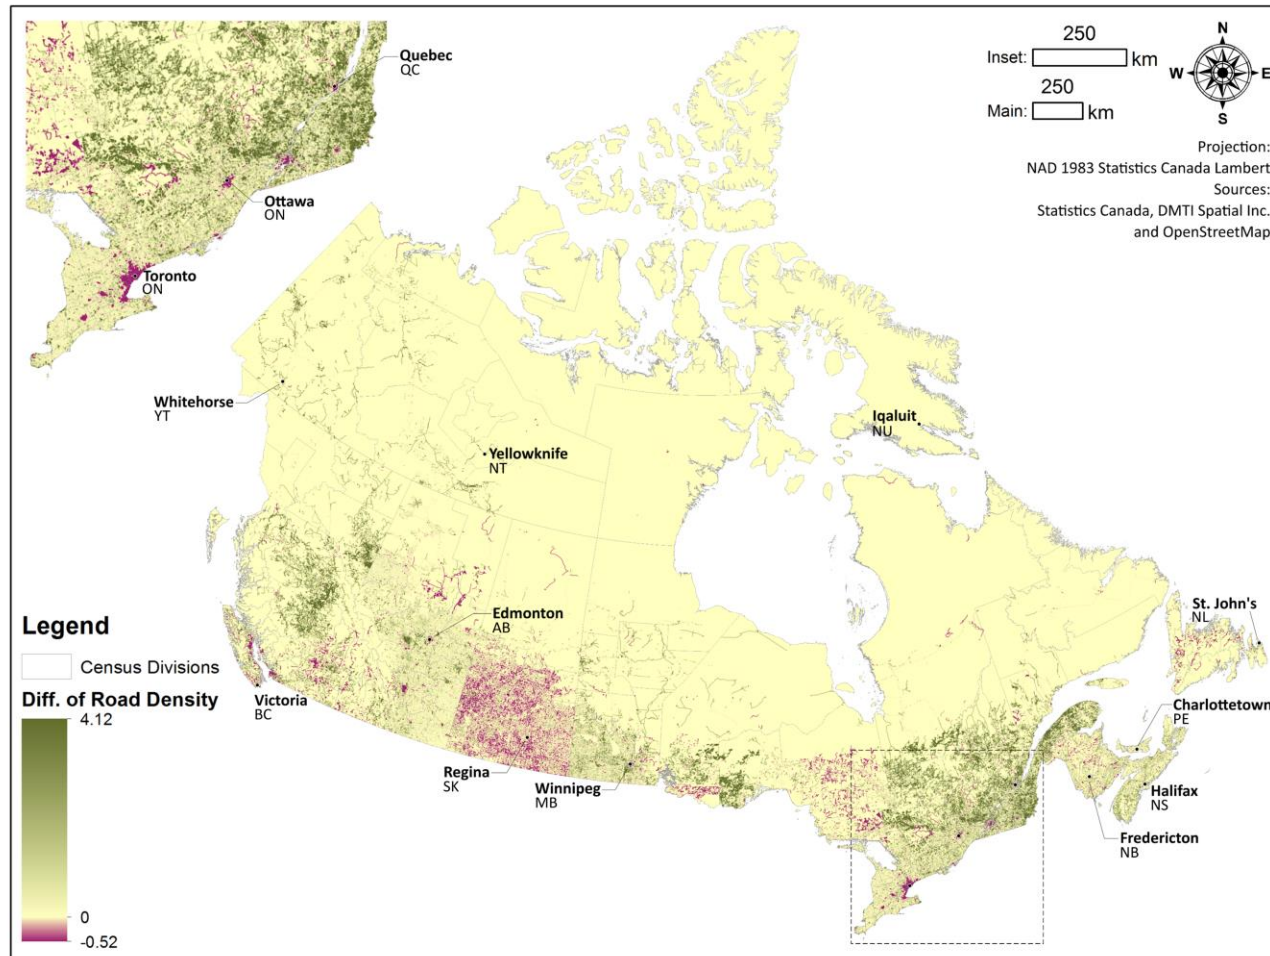 Quebec
QC
Ottawa
ON
Toronto
ON
250
Inset:
km
250
Main:
km
N
W
E
S
Projection:
NAD 1983 Statistics Canada Lambert
Sources:
Statistics Canada, DMTI Spatial Inc.
and OpenStreetMap
Whitehorse
YT
Yellowknife
NT
Iqaluit
NU
Edmonton
AB
St. John's
NL
Victoria
BC
Charlottetown
PE
Regina
SK
Winnipeg
MB
Halifax
NS
Fredericton
NB
Legend
Census Divisions
Diff. of Road Density
4.12
0
-0.52